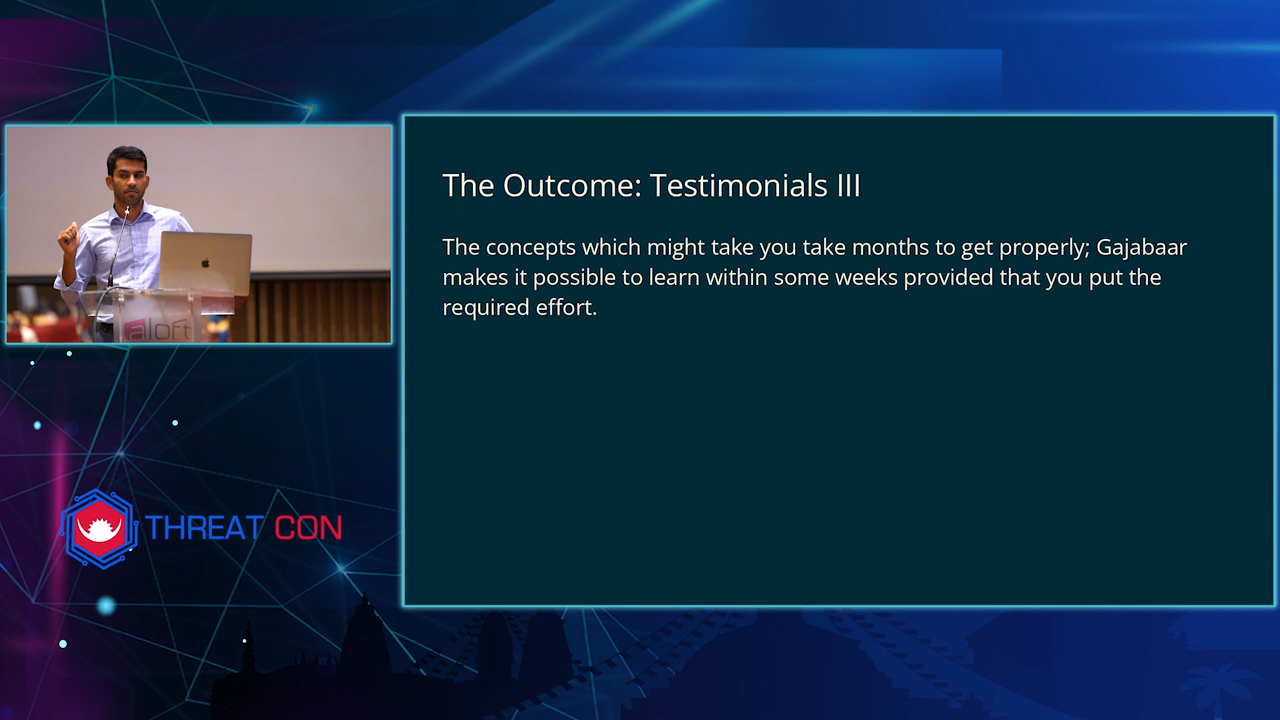 The Outcome: Testimonials III
The concepts which might take you take months to get properly; Gajabaar
makes it possible to learn within some weeks provided that you put the
required effort.
aloft
THREAT CON